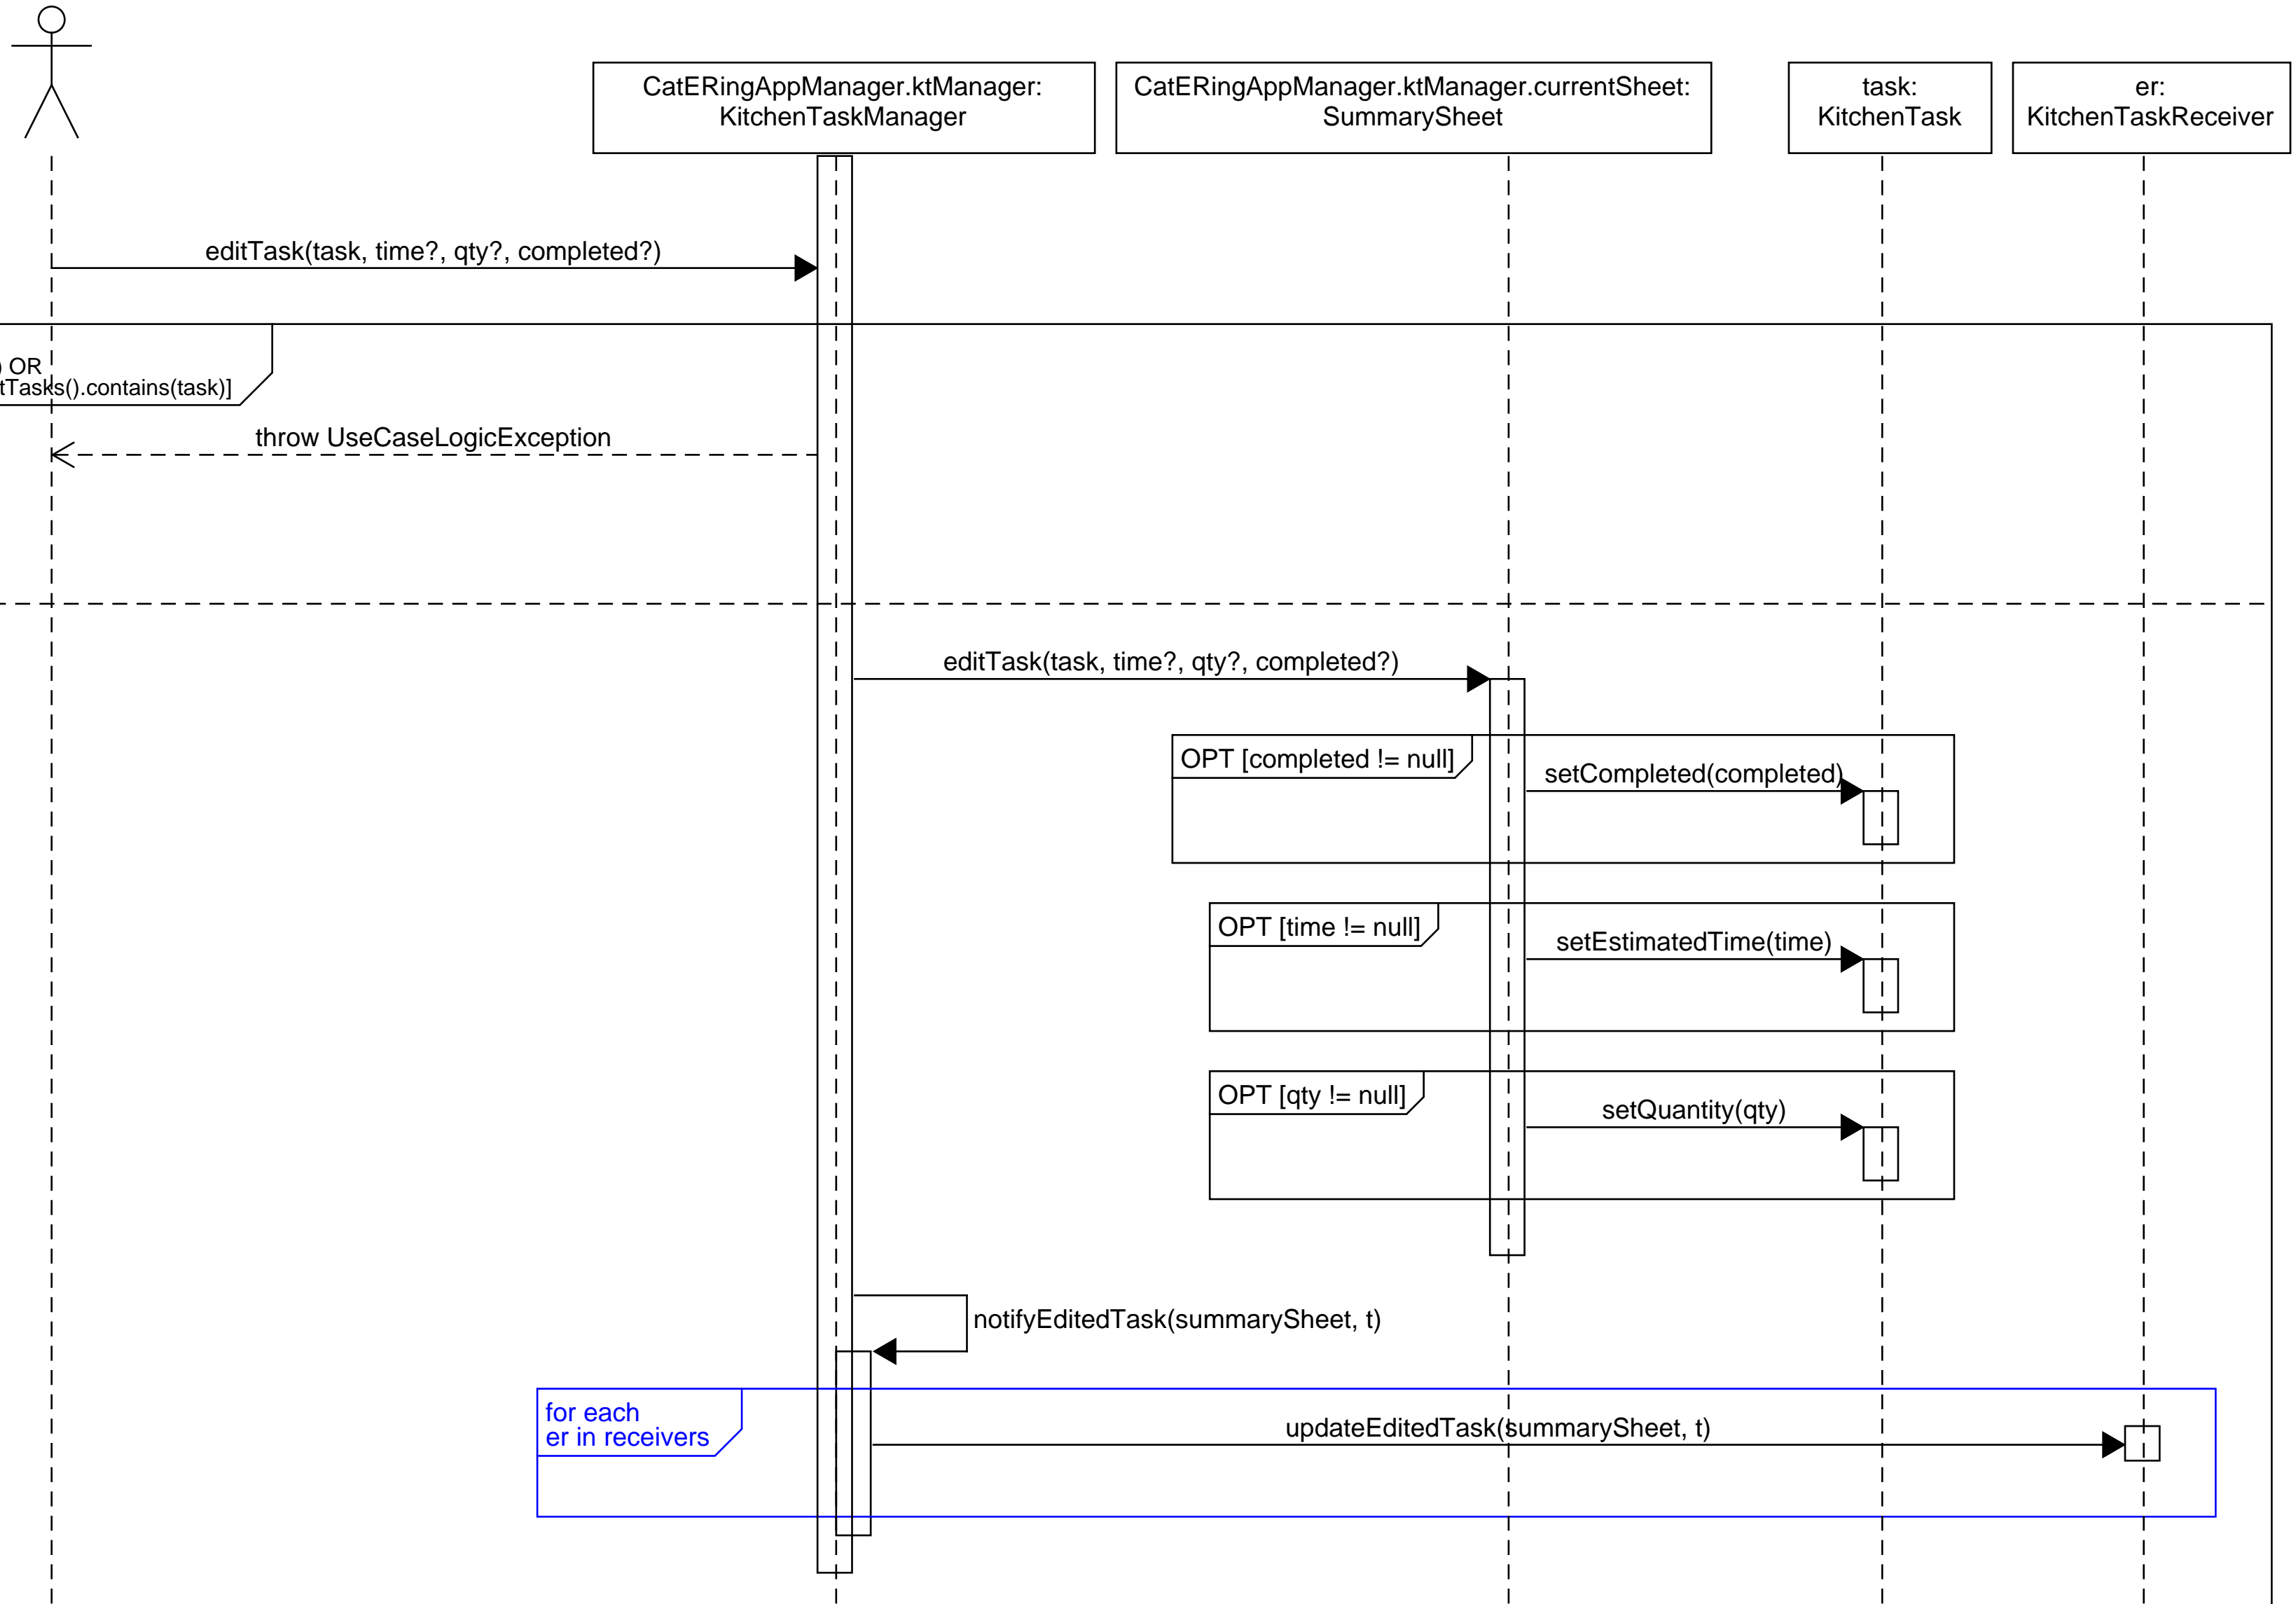 CatERingAppManager.ktManager:
KitchenTaskManager
CatERingAppManager.ktManager.currentSheet:
SummarySheet
task:
KitchenTask
er:
KitchenTaskReceiver
editTask(task, time?, qty?, completed?)
) OR
tTasks().contains(task)]
throw UseCaseLogicException
editTask(task, time?, qty?, completed?)
OPT [completed != null]
setCompleted(completed)
OPT [time != null]
setEstimatedTime(time)
OPT [qty != null]
setQuantity(qty)
notifyEditedTask(summarySheet, t)
for each
er in receivers
updateEditedTask(summarySheet, t)